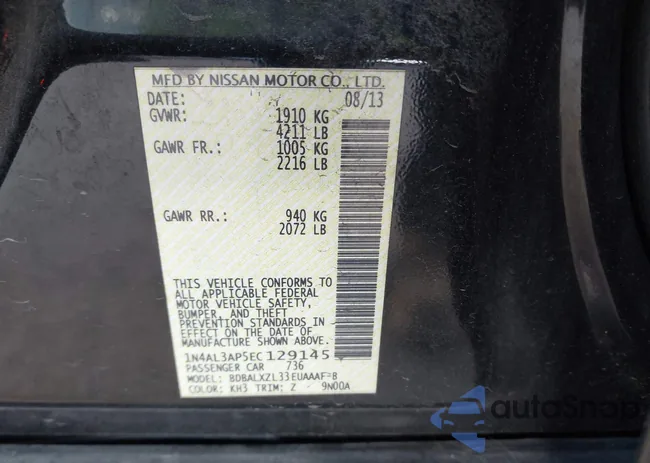 MFD BY NISSAN MOTOR CO., LTD.
DATE: 08/13
GVWR: 1910 KG
4211 LB
GAWR FR.: 1005 KG
2216 LB
GAWR RR.: 940 KG
2072 LB
THIS VEHICLE CONFORMS TO
ALL APPLICABLE FEDERAL
MOTOR VEHICLE SAFETY,
BUMPER, AND THEFT
PREVENTION STANDARDS IN
EFFECT ON THE DATE OF
MANUFACTURE SHOWN ABOVE.
1N4AL3AP5EC 129145
PASSENGER CAR 736
MODEL:
COLOR: KH3 TRIM: Z 9N00A
autoSnap